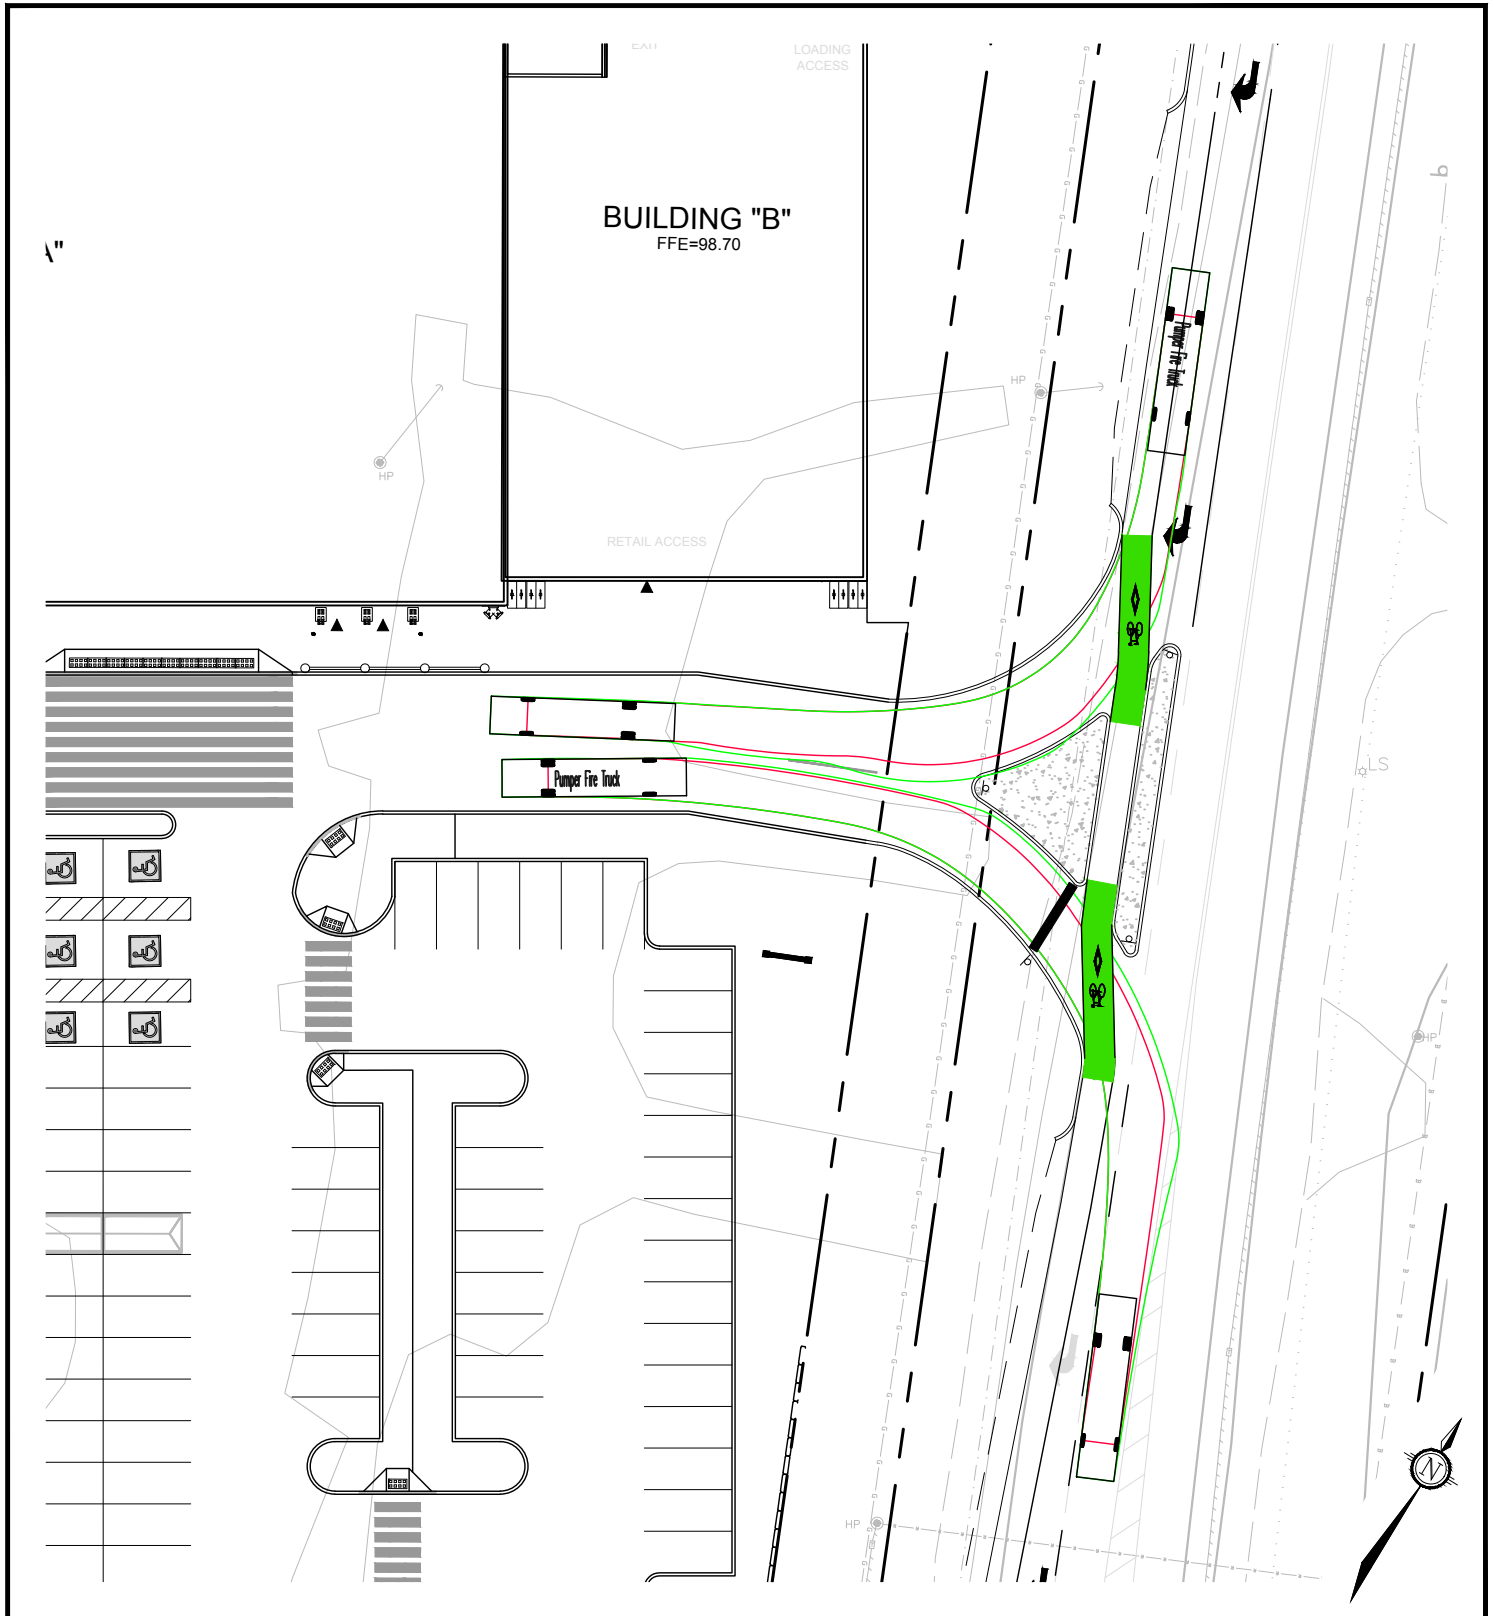 EXIT
LOADING
ACCESS
BUILDING "B"
FFE=98.70
A"
HP
HP
Pumper Fire Truck
RETAIL ACCESS
Pumper Fire Truck
LS
HP
HP
N